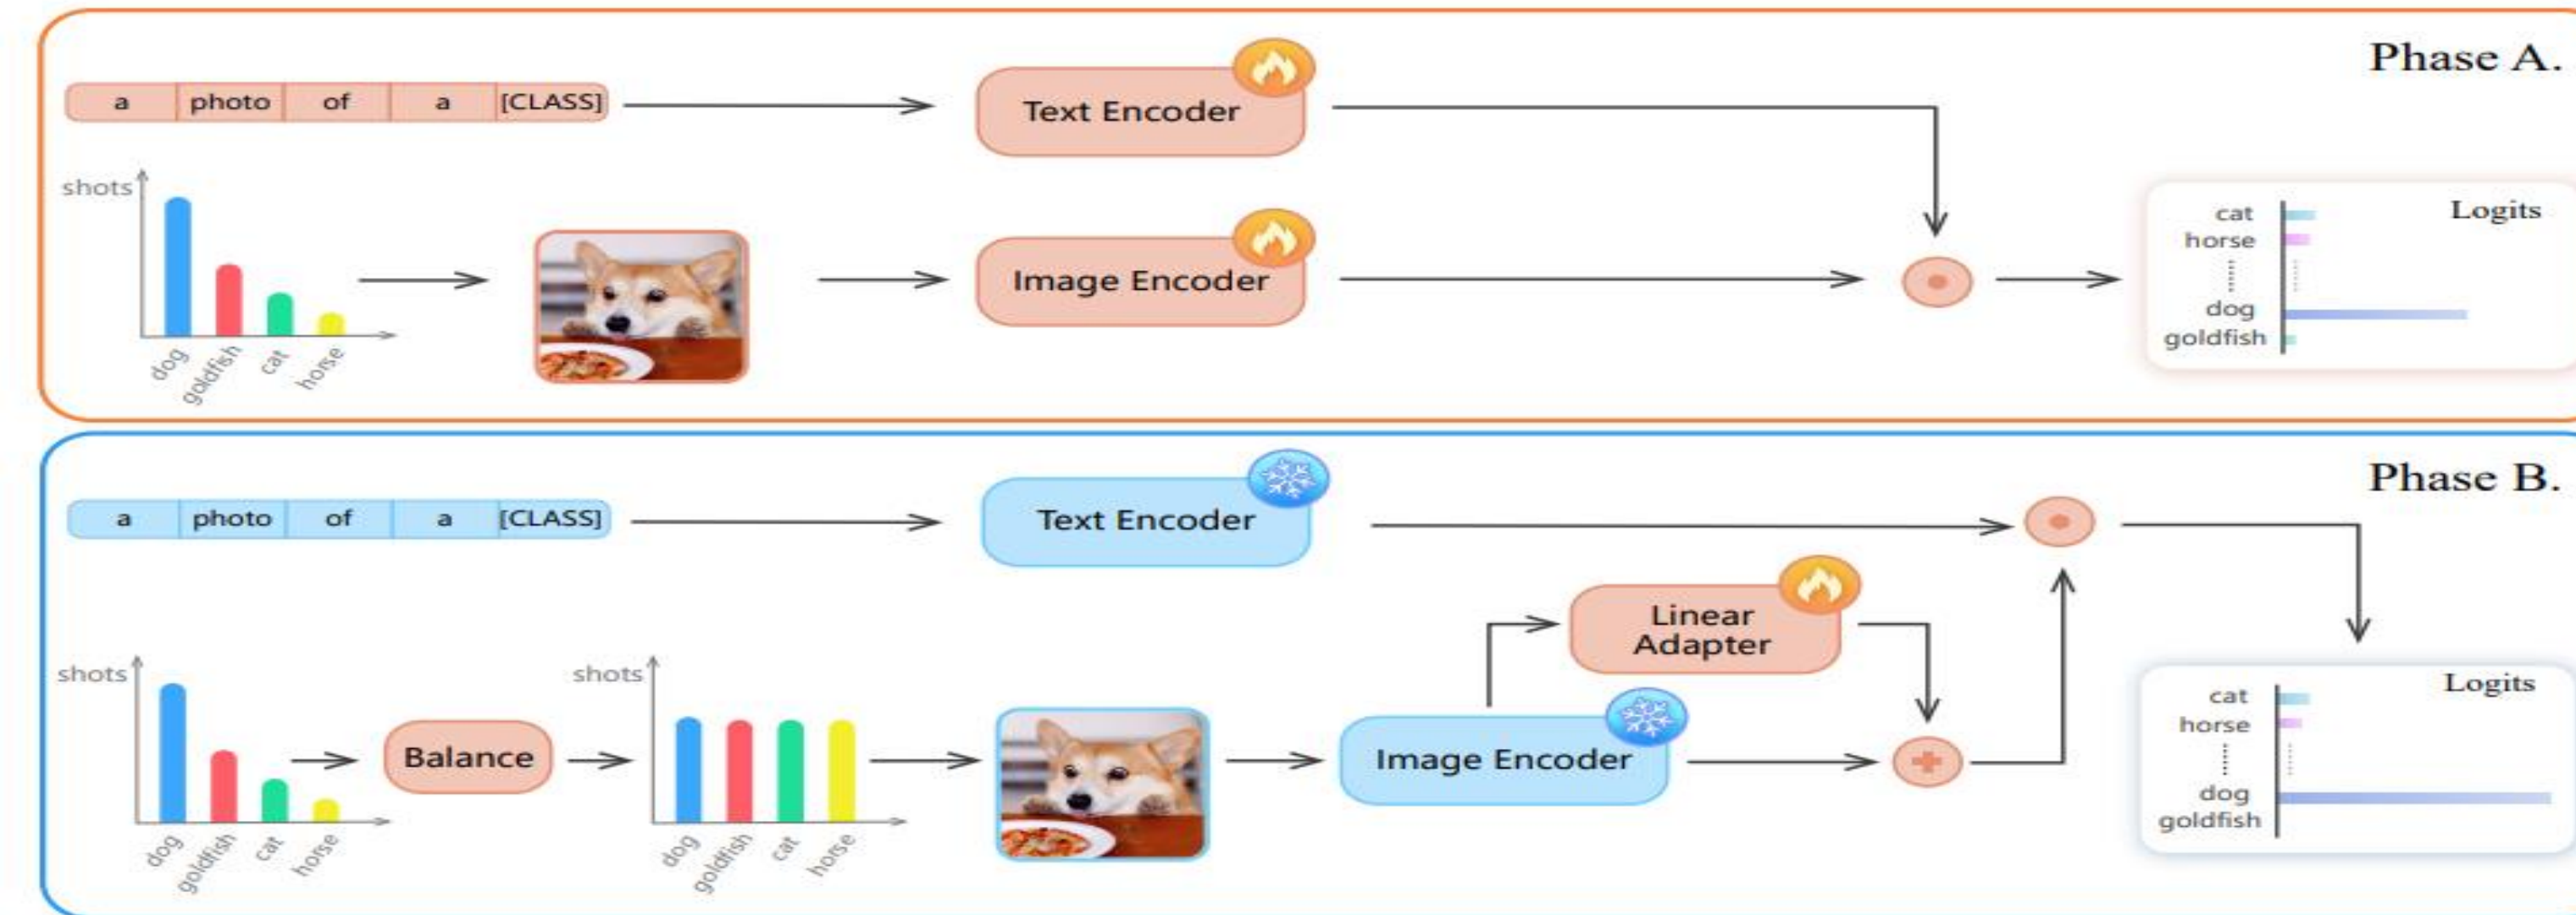 Phase A.
a photo of a [CLASS]
Text Encoder
shots
dog
goldfish
cat
horse
Image Encoder
Logits
cat
horse
dog
goldfish
Phase B.
a photo of a [CLASS]
Text Encoder
Linear
Adapter
shots
dog
goldfish
cat
horse
Balance
shots
dog
goldfish
cat
horse
Image Encoder
Logits
cat
horse
dog
goldfish